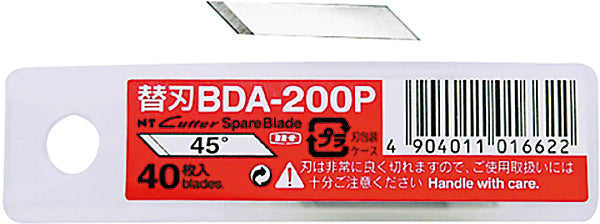 替刃BDA-200P
NT Cutter Spare Blade
45°
プラ
刃包装
ケース
40枚入
blades.
刃は非常に良く切れますので、ご使用取扱いには
十分ご注意ください Handle with care.
4 904011 016622